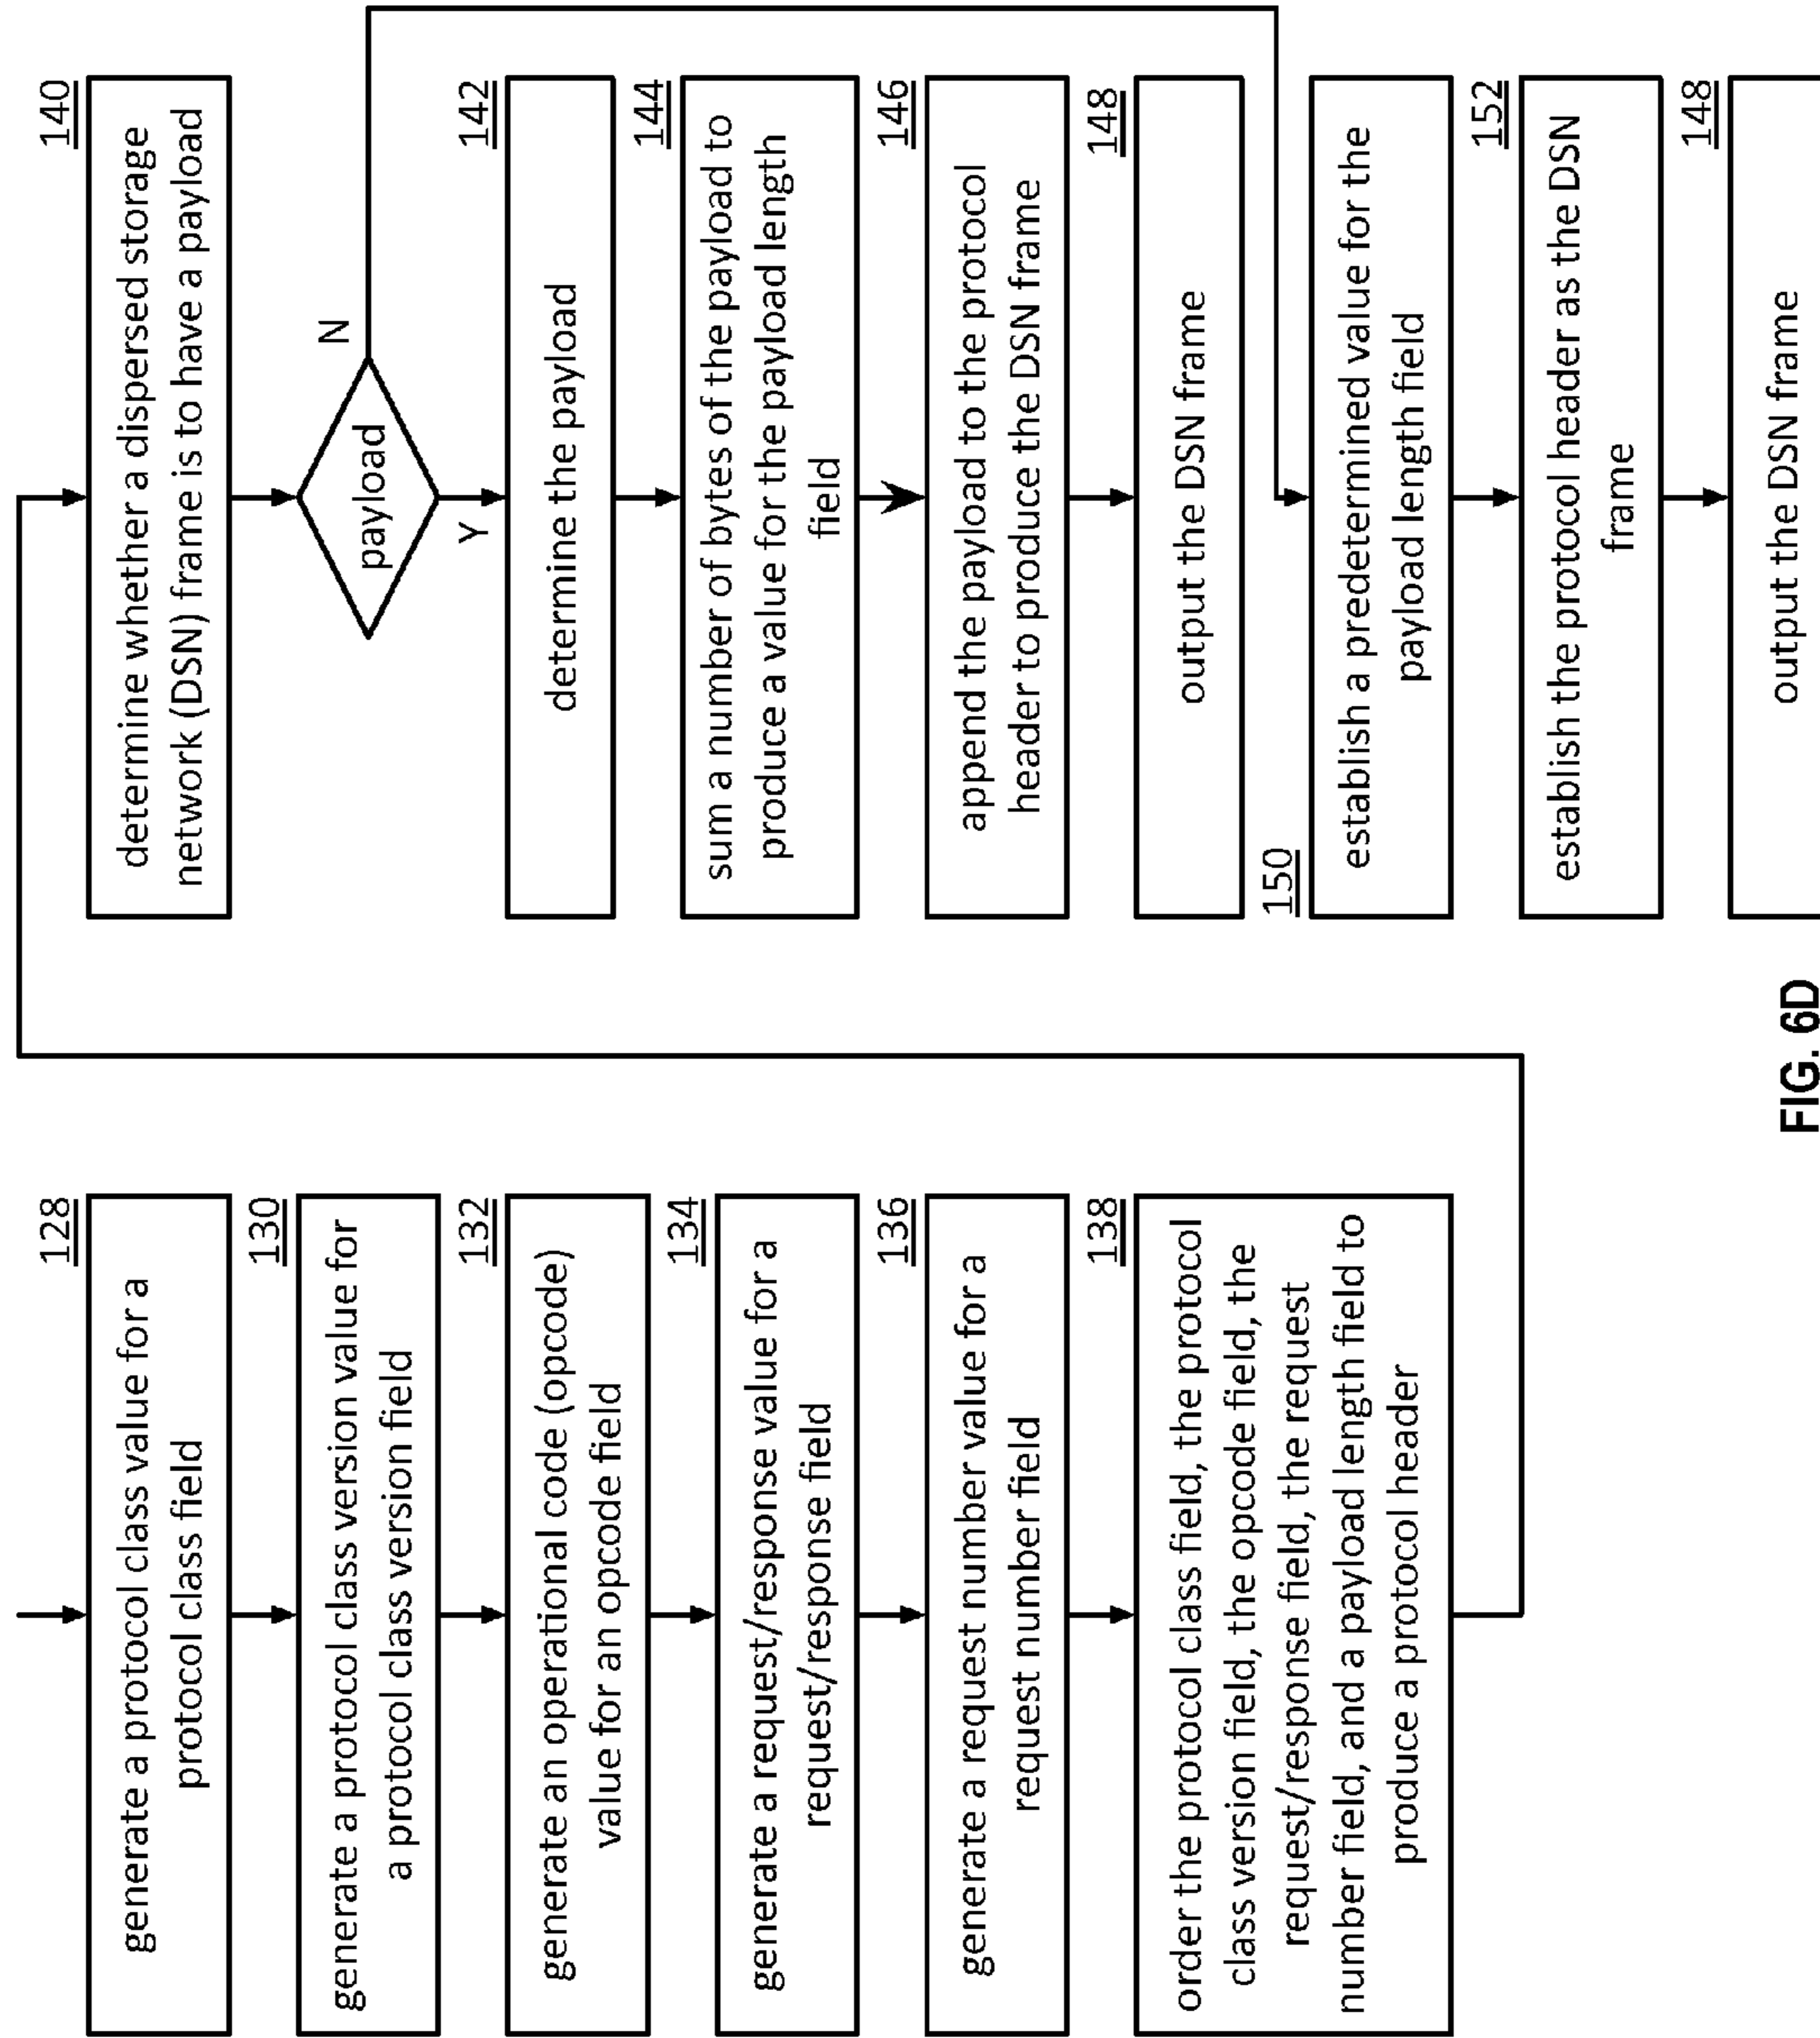 128
generate a protocol class value for a
protocol class field
130
generate a protocol class version value for
a protocol class version field
132
generate an operational code (opcode)
value for an opcode field
134
generate a request/response value for a
request/response field
136
generate a request number value for a
request number field
138
order the protocol class field, the protocol
class version field, the opcode field, the
request/response field, the request
number field, and a payload length field to
produce a protocol header
140
determine whether a dispersed storage
network (DSN) frame is to have a payload
payload
N
Y
142
determine the payload
144
sum a number of bytes of the payload to
produce a value for the payload length
field
146
append the payload to the protocol
header to produce the DSN frame
148
output the DSN frame
150
establish a predetermined value for the
payload length field
152
establish the protocol header as the DSN
frame
148
output the DSN frame
FIG. 6D